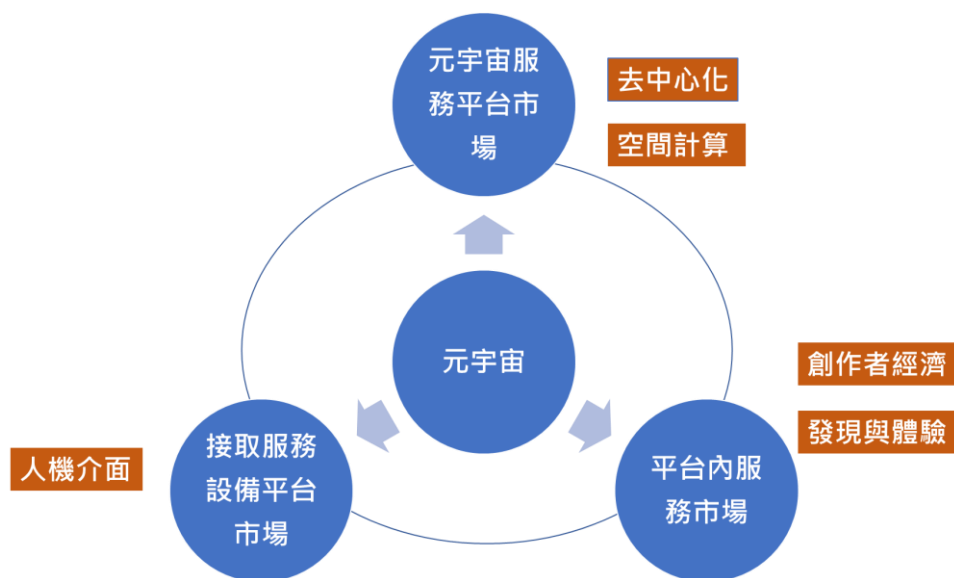 元宇宙服
務平台市
場
去中心化
空間計算
元宇宙
創作者經濟
發現與體驗
人機介面
接取服務
設備平台
市場
平台內服
務市場